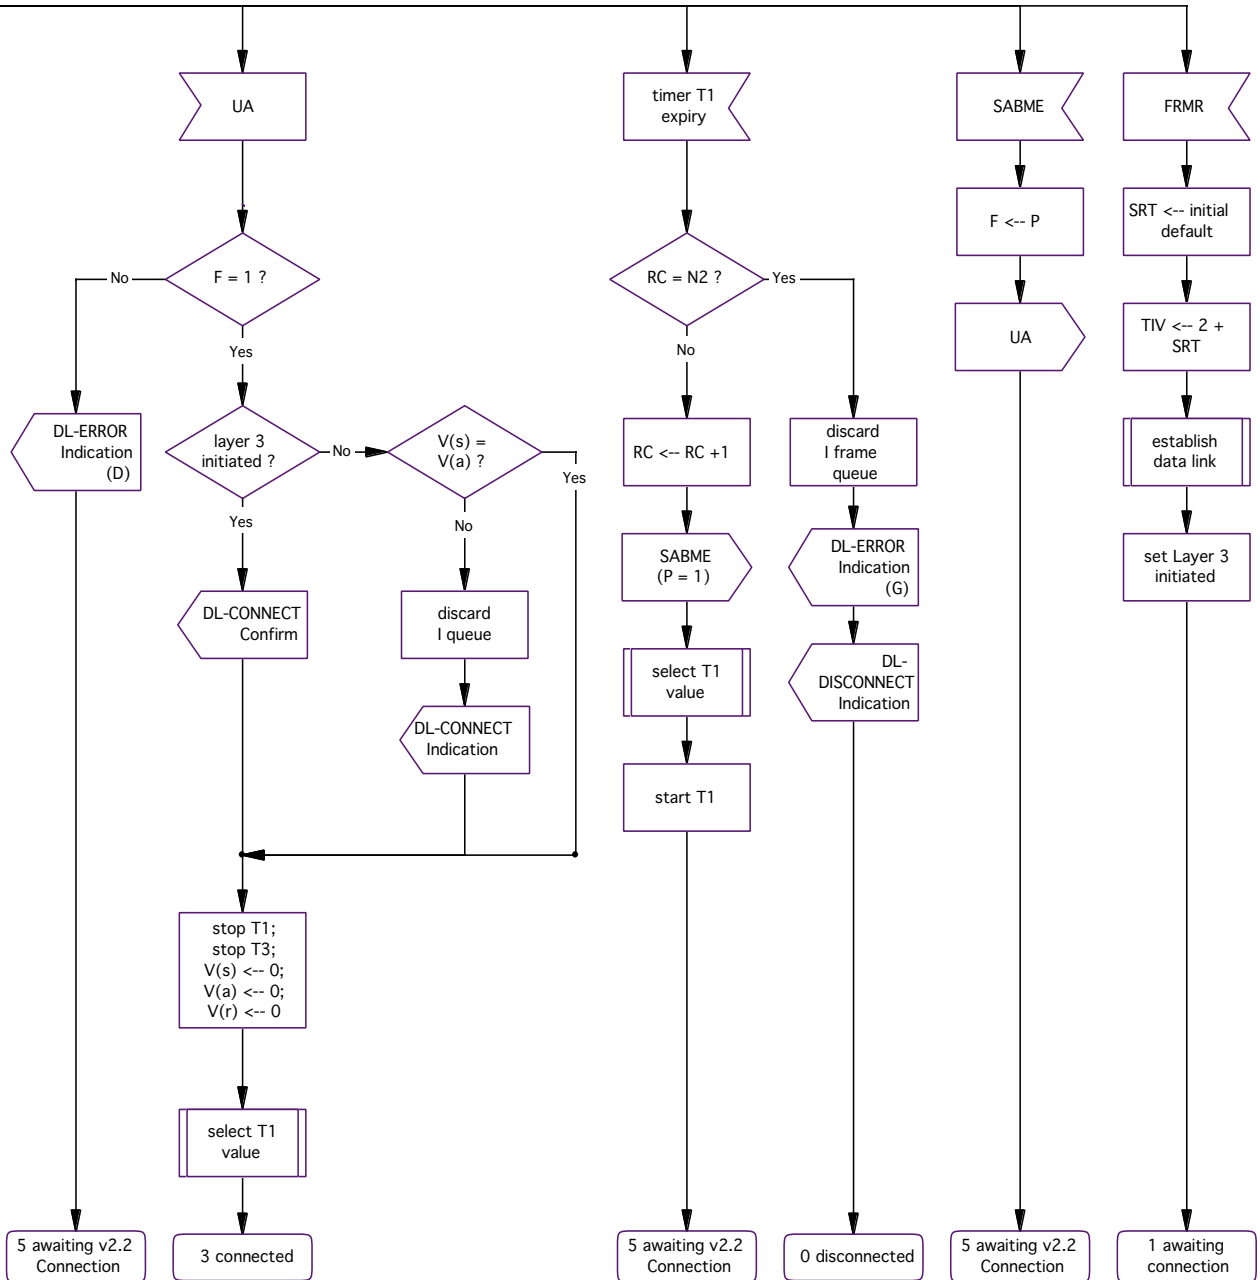 UA
timer T1
expiry
SABME
FRMR
F <-- P
SRT <-- initial
default
No
F = 1 ?
RC = N2 ?
Yes
UA
TIV <-- 2 +
SRT
Yes
No
DL-ERROR
Indication
(D)
layer 3
initiated ?
No
V(s) =
V(a) ?
Yes
RC <-- RC +1
discard
I frame
queue
establish
data link
Yes
No
SABME
(P = 1)
DL-ERROR
Indication
(G)
set Layer 3
initiated
DL-CONNECT
Confirm
discard
I queue
select T1
value
DL-
DISCONNECT
Indication
DL-CONNECT
Indication
start T1
stop T1;
stop T3;
V(s) <-- 0;
V(a) <-- 0;
V(r) <-- 0
select T1
value
5 awaiting v2.2
Connection
3 connected
5 awaiting v2.2
Connection
0 disconnected
5 awaiting v2.2
Connection
1 awaiting
connection